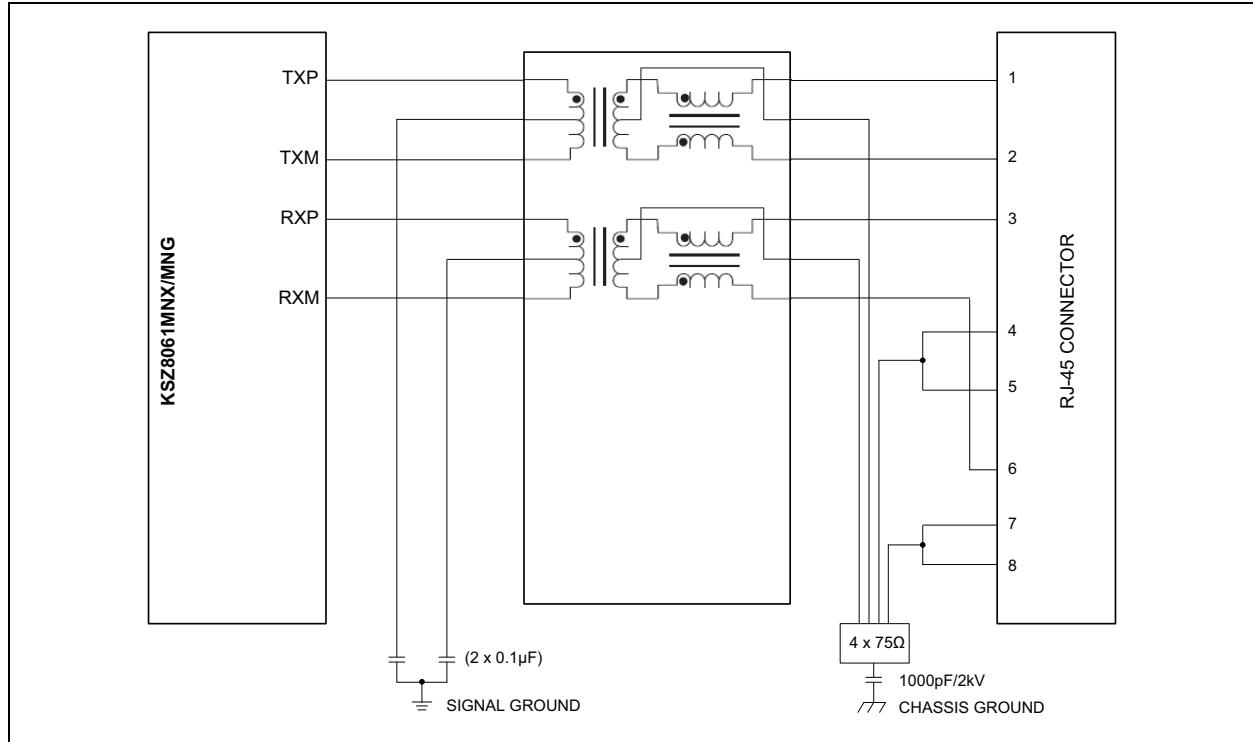 KSZ8061MNX/MNG
TXP
TXM
RXP
RXM
1
2
3
4
5
6
7
8
RJ-45 CONNECTOR
(2 x 0.1µF)
SIGNAL GROUND
4 x 75Ω
1000pF/2kV
CHASSIS GROUND